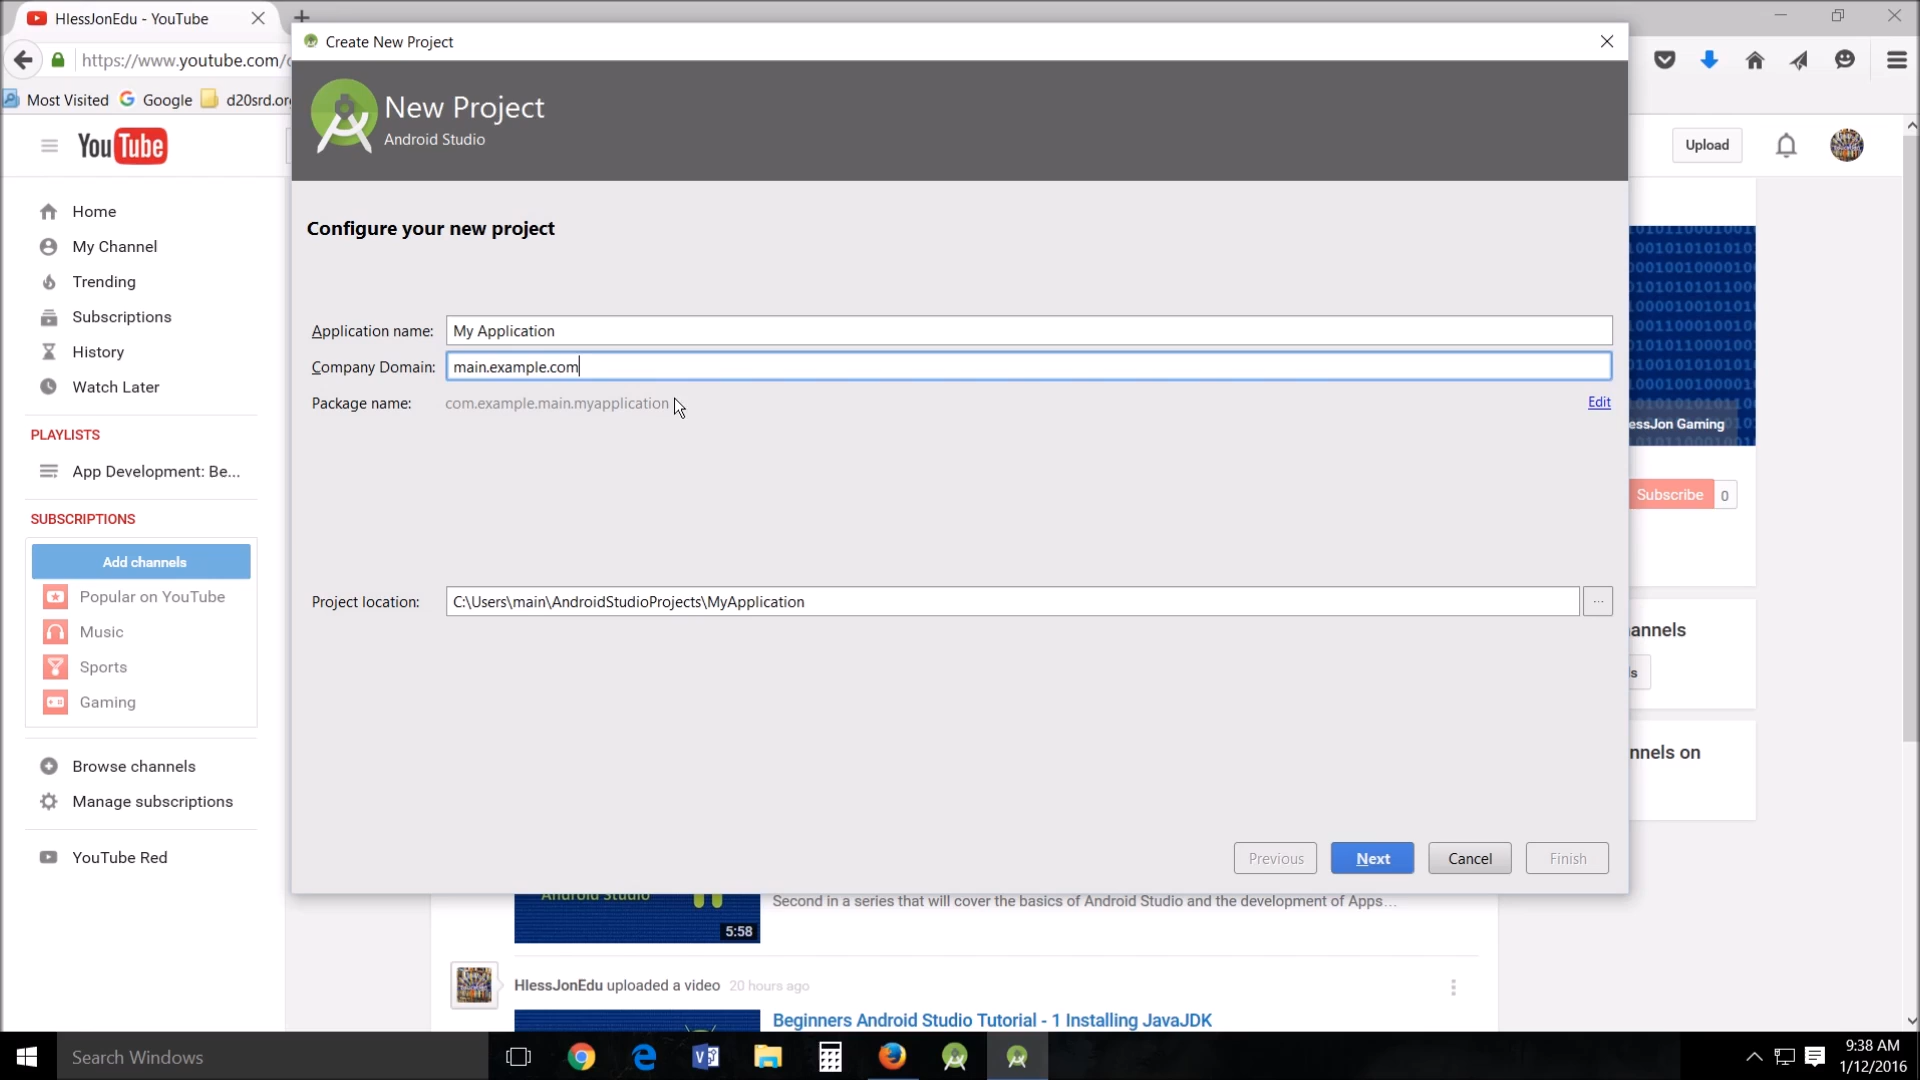 HlessJonEdu - YouTube
Create New Project
https://www.youtube.com/
Most Visited
Google
d20srd.org
New Project
Android Studio
YouTube
Upload
Configure your new project
Home
My Channel
Trending
Subscriptions
History
Watch Later
Application name: My Application
Company Domain: main.example.com
Package name: com.example.main.myapplication
Edit
essJon Gaming
PLAYLISTS
App Development: Be...
Subscribe 0
SUBSCRIPTIONS
Add channels
Popular on YouTube
Music
Sports
Gaming
Project location: C:\Users\main\AndroidStudioProjects\MyApplication
...
annels
ls
nnels on
Browse channels
Manage subscriptions
YouTube Red
Previous
Next
Cancel
Finish
Android Studio
5:58
Second in a series that will cover the basics of Android Studio and the development of Apps...
HlessJonEdu uploaded a video 20 hours ago
Beginners Android Studio Tutorial - 1 Installing JavaJDK
Search Windows
9:38 AM
1/12/2016